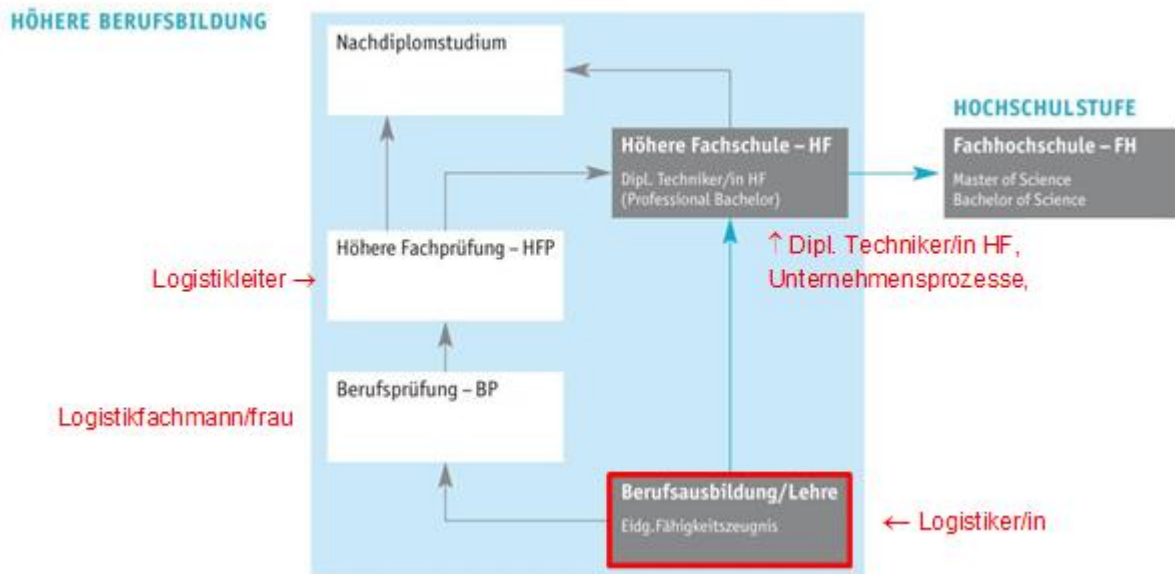 HÖHERE BERUFSBILDUNG
Nachdiplomstudium
HOCHSCHULSTUFE
Höhere Fachschule – HF
Dipl. Techniker/in HF
(Professional Bachelor)
Fachhochschule – FH
Master of Science
Bachelor of Science
Höhere Fachprüfung – HFP
Logistikleiter →
↑ Dipl. Techniker/in HF,
Unternehmensprozesse,
Berufsprüfung – BP
Logistikfachmann/frau
Berufsausbildung/Lehre
Eidg.Fähigkeitszeugnis
← Logistiker/in